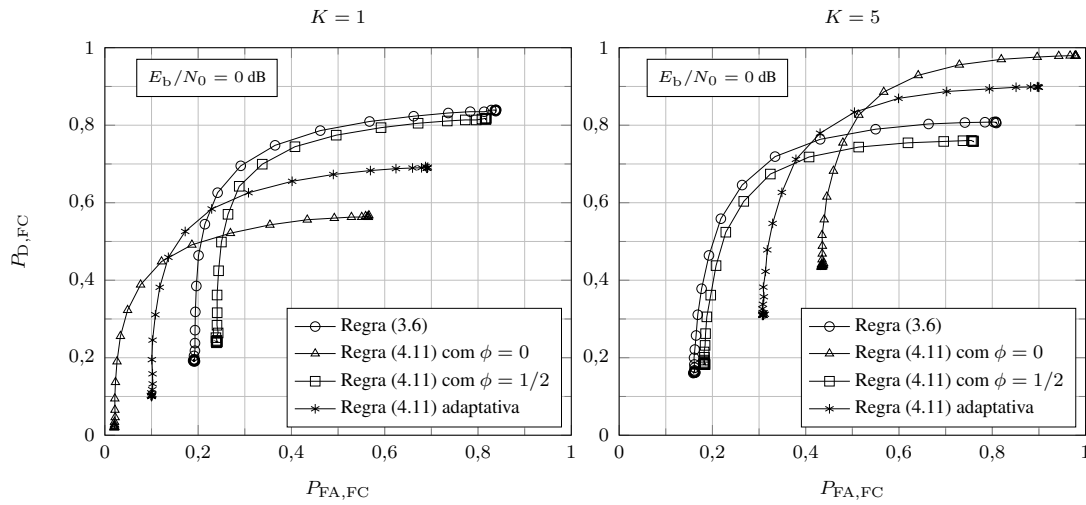 K = 1
E_b/N_0 = 0 dB
P_D,FC
1
0,8
0,6
0,4
0,2
0
0 0,2 0,4 0,6 0,8 1
P_FA,FC
Regra (3.6)
Regra (4.11) com ϕ = 0
Regra (4.11) com ϕ = 1/2
Regra (4.11) adaptativa
K = 5
E_b/N_0 = 0 dB
1
0,8
0,6
0,4
0,2
0
0 0,2 0,4 0,6 0,8 1
P_FA,FC
Regra (3.6)
Regra (4.11) com ϕ = 0
Regra (4.11) com ϕ = 1/2
Regra (4.11) adaptativa